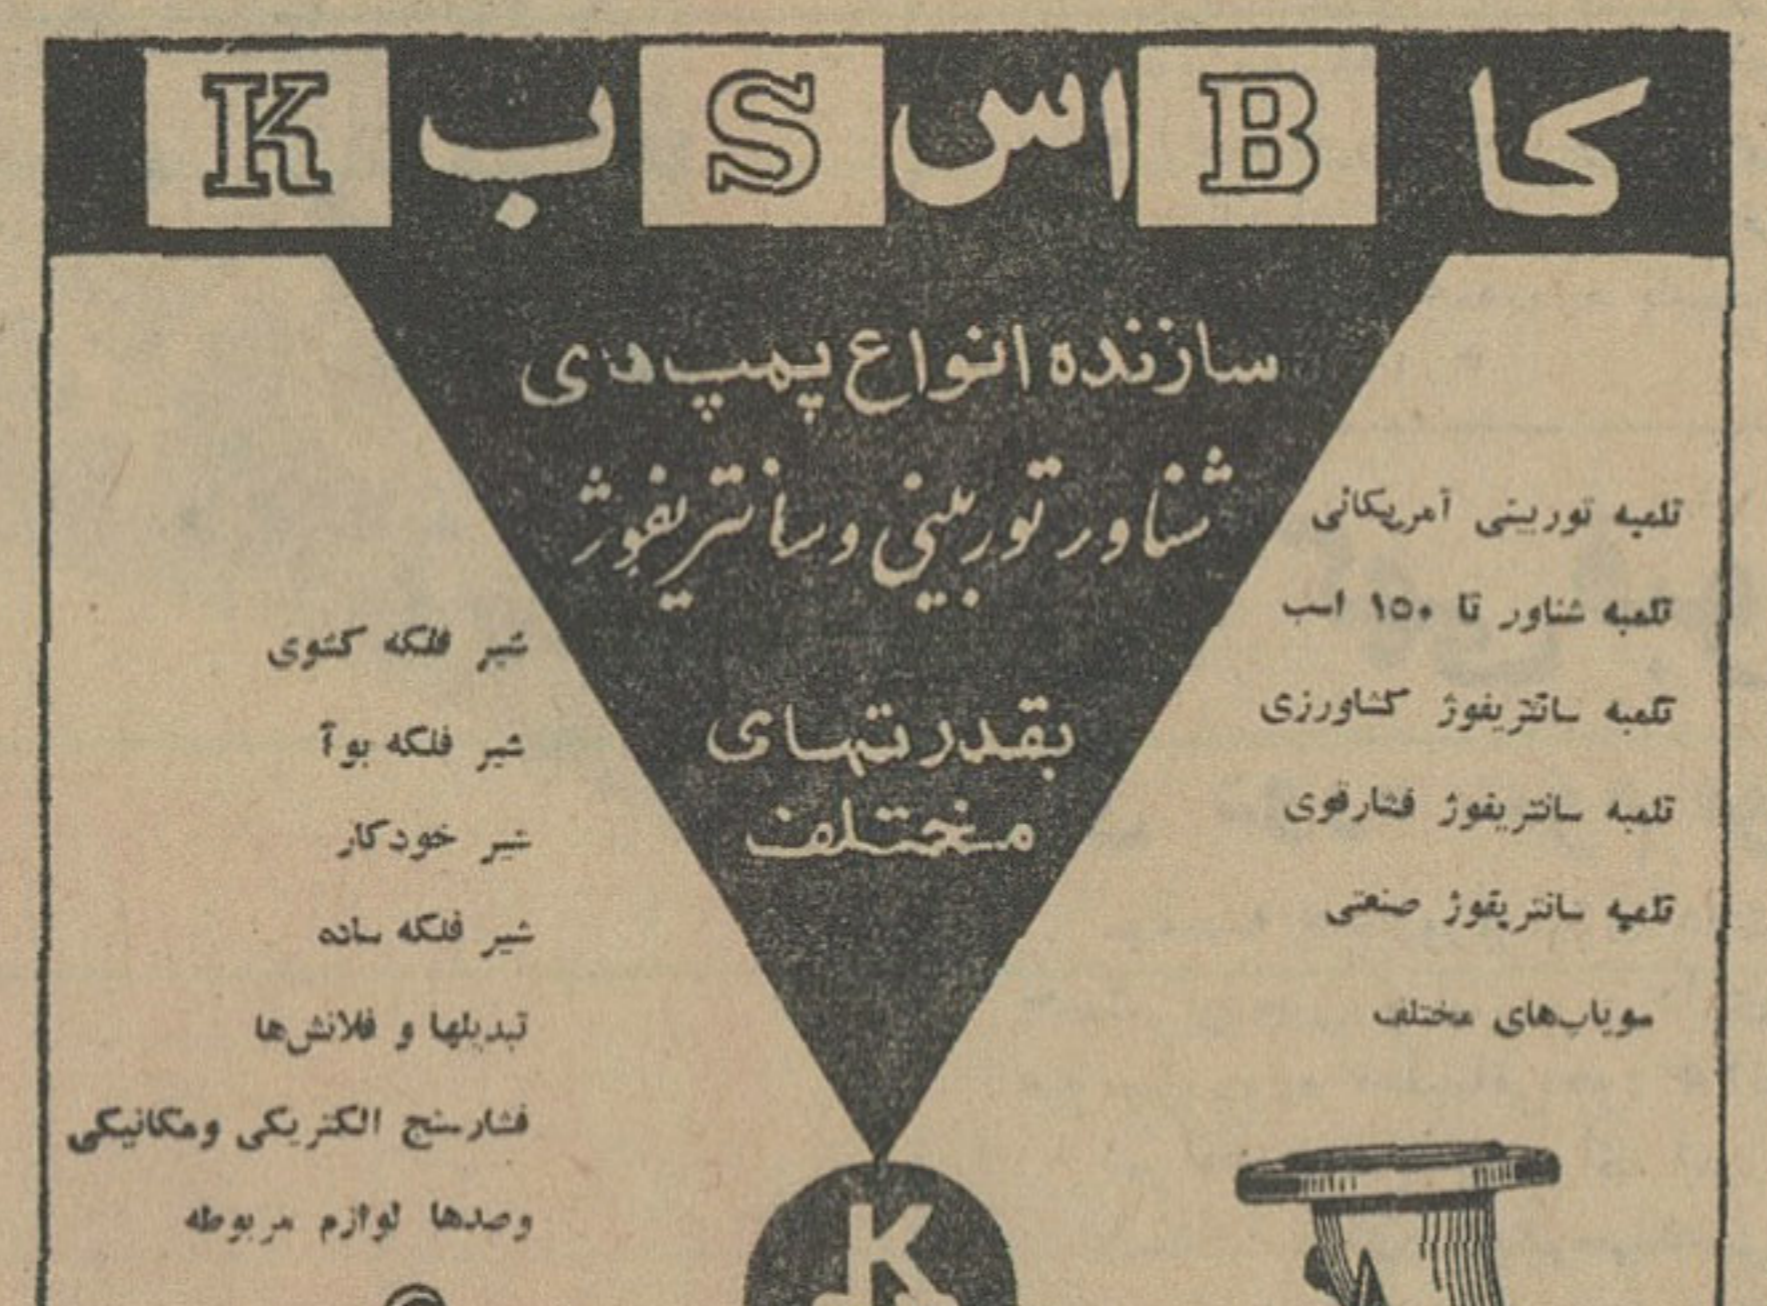 کا B اس S ب K
سازنده انواع پمپ‌های
شناور توربینی و سانتریفوژ
بقدرتهای
مختلف
تلمبه توربینی آمریکائی
تلمبه شناور تا ۱۵۰ اسب
تلمبه سانتریفوژ کشاورزی
تلمبه سانتریفوژ فشارقوی
تلمبه سانتریفوژ صنعتی
سوپاپ‌های مختلف
شیر فلکه کشوی
شیر فلکه بوآ
شیر خودکار
شیر فلکه ساده
تبدیلها و فلانش‌ها
فشارسنج الکتریکی ومکانیکی
وصدها لوازم مربوطه
K